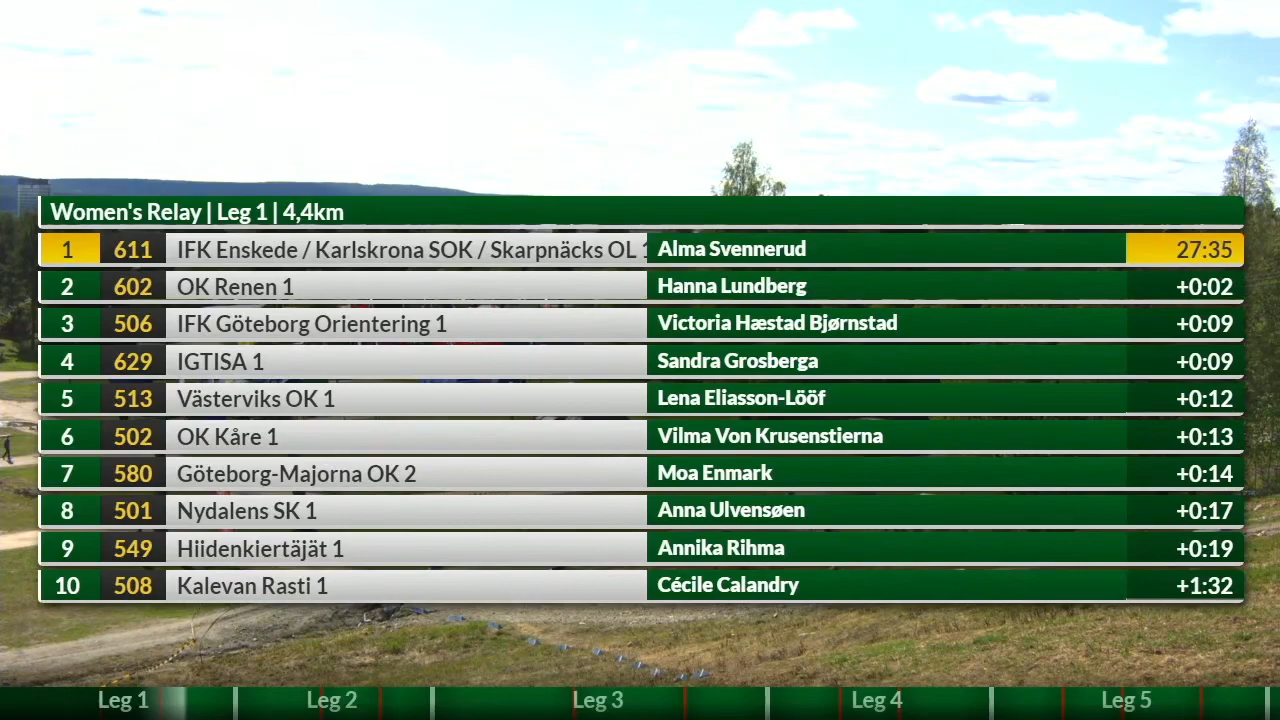 Women's Relay | Leg 1 | 4,4km
1 611 IFK Enskede / Karlskrona SOK / Skarpnäcks OL 1 Alma Svennerud 27:35
2 602 OK Renen 1 Hanna Lundberg +0:02
3 506 IFK Göteborg Orientering 1 Victoria Hæstad Bjørnstad +0:09
4 629 IGTISA 1 Sandra Grosberga +0:09
5 513 Västerviks OK 1 Lena Eliasson-Lööf +0:12
6 502 OK Kåre 1 Vilma Von Krusenstierna +0:13
7 580 Göteborg-Majorna OK 2 Moa Enmark +0:14
8 501 Nydalens SK 1 Anna Ulvensøen +0:17
9 549 Hiidenkiertäjät 1 Annika Rihma +0:19
10 508 Kalevan Rasti 1 Cécile Calandry +1:32
Leg 1 Leg 2 Leg 3 Leg 4 Leg 5